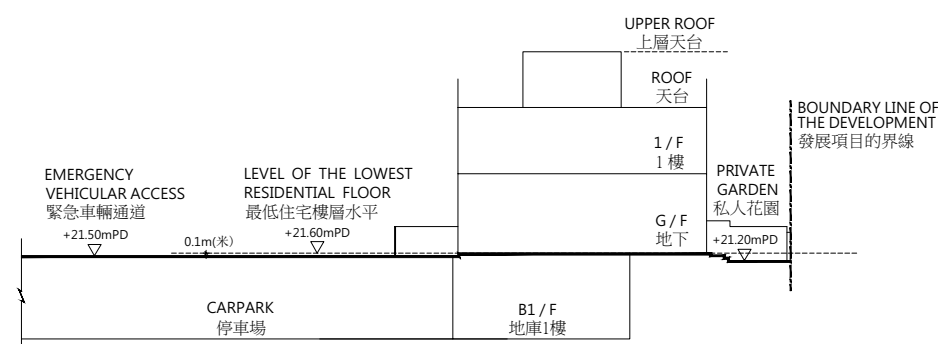 UPPER ROOF
上層天台
ROOF
天台
BOUNDARY LINE OF
THE DEVELOPMENT
發展項目的界線
1 / F
1 樓
EMERGENCY
VEHICULAR ACCESS
緊急車輛通道
+21.50mPD
LEVEL OF THE LOWEST
RESIDENTIAL FLOOR
最低住宅樓層水平
+21.60mPD
0.1m(米)
PRIVATE
GARDEN
私人花園
+21.20mPD
G / F
地下
CARPARK
停車場
B1 / F
地庫1樓